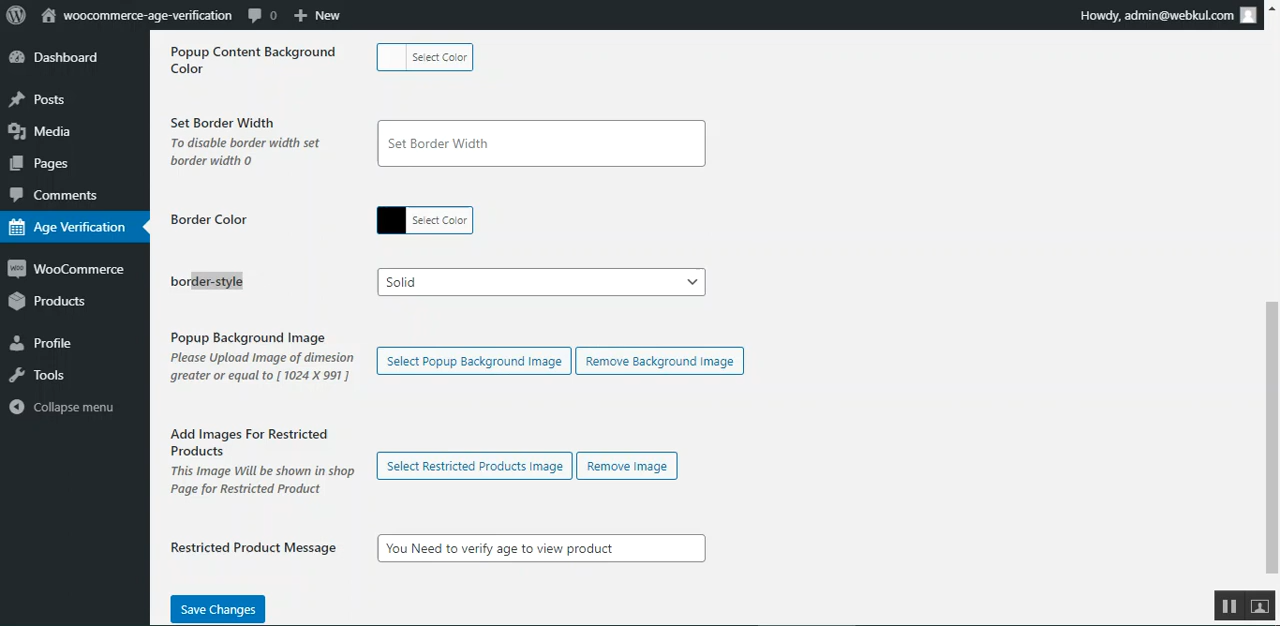 woocommerce-age-verification 0 New Howdy, admin@webkul.com
Dashboard
Posts
Media
Pages
Comments
Age Verification
WooCommerce
Products
Profile
Tools
Collapse menu
Popup Content Background
Color
Select Color
Set Border Width
To disable border width set
border width 0
Set Border Width
Border Color
Select Color
border-style
Solid
Popup Background Image
Please Upload Image of dimesion
greater or equal to [ 1024 X 991 ]
Select Popup Background Image Remove Background Image
Add Images For Restricted
Products
This Image Will be shown in shop
Page for Restricted Product
Select Restricted Products Image Remove Image
Restricted Product Message
You Need to verify age to view product
Save Changes